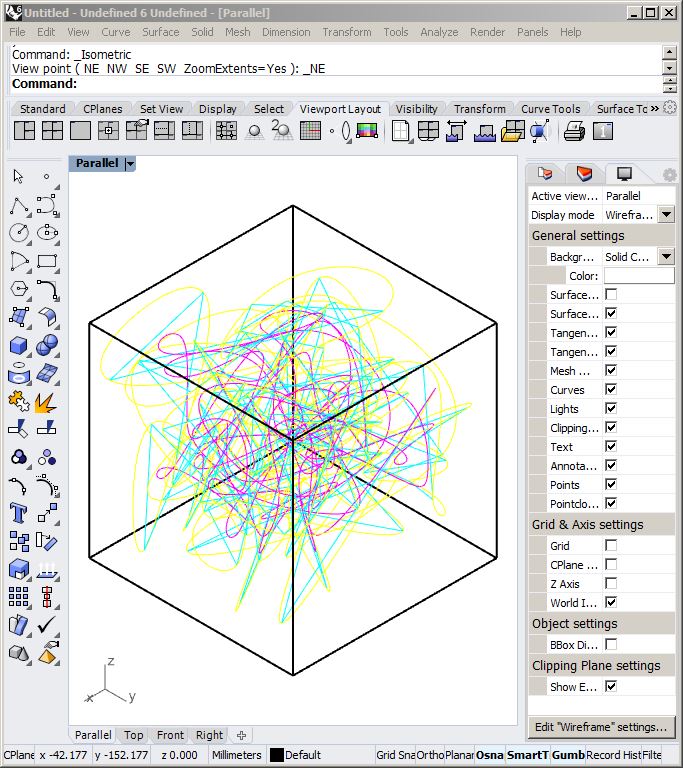 Untitled - Undefined 6 Undefined - [Parallel]
File Edit View Curve Surface Solid Mesh Dimension Transform Tools Analyze Render Panels Help
Command: _Isometric
View point ( NE NW SE SW ZoomExtents=Yes ): _NE
Command:
Standard CPlanes Set View Display Select Viewport Layout Visibility Transform Curve Tools Surface To »
Parallel
Active view... Parallel
Display mode Wirefra...
General settings
Backgr... Solid C...
Color:
Surface...
Surface...
Tangen...
Tangen...
Mesh ...
Curves
Lights
Clipping...
Text
Annota...
Points
Pointclo...
Grid & Axis settings
Grid
CPlane ...
Z Axis
World I...
Object settings
BBox Di...
Clipping Plane settings
Show E...
z
x
y
Edit "Wireframe" settings...
Parallel Top Front Right
CPlane x -42.177 y -152.177 z 0.000 Millimeters Default Grid Sna Ortho Planar Osna SmartT Gumb Record Hist Filte